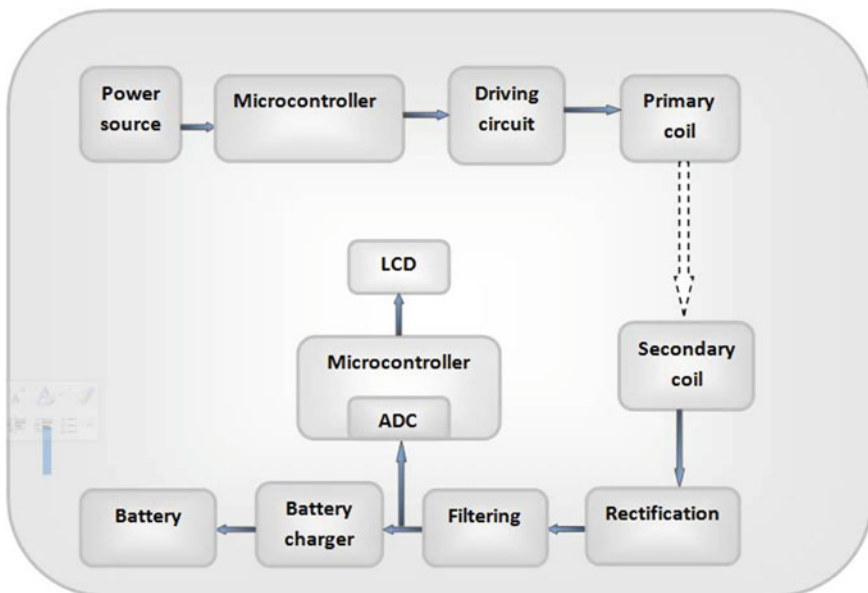 Power
source
Microcontroller
Driving
circuit
Primary
coil
LCD
Microcontroller
ADC
Secondary
coil
Battery
Battery
charger
Filtering
Rectification